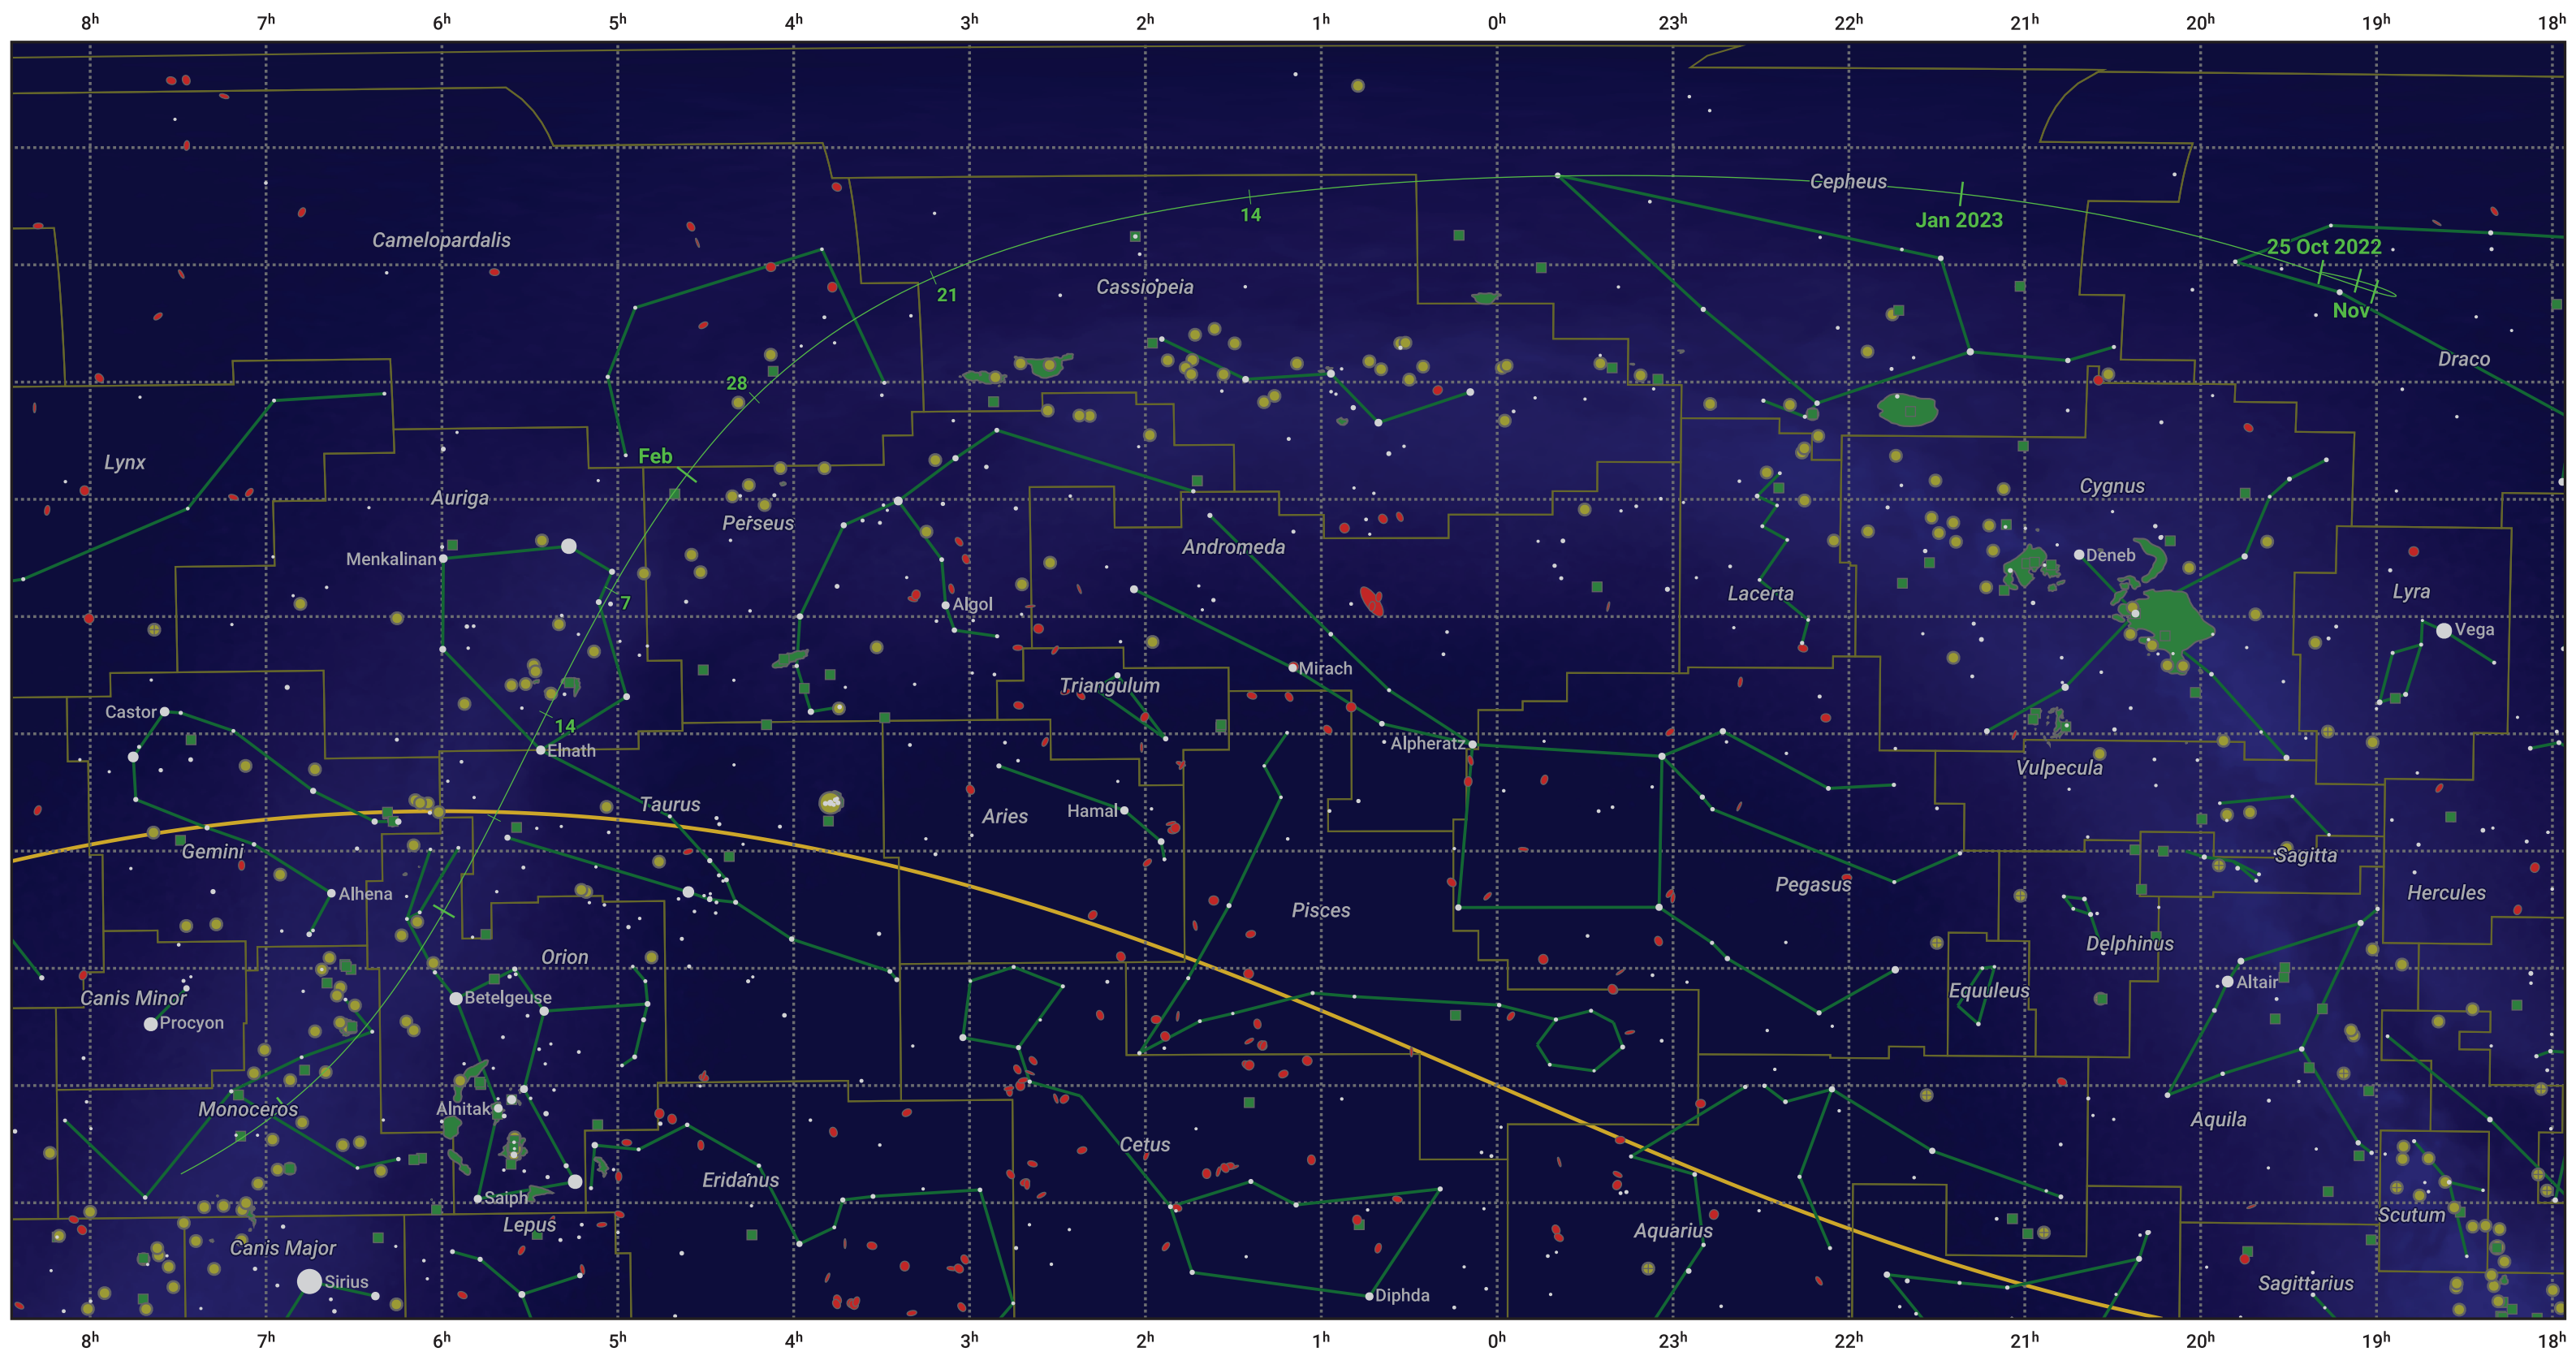 8h 7h 6h 5h 4h 3h 2h 1h 0h 23h 22h 21h 20h 19h 18h
Cepheus
14
Jan 2023
Camelopardalis
25 Oct 2022
Cassiopeia
21
Nov
Draco
28
Feb
Lynx
Auriga
Cygnus
Perseus
Andromeda
Menkalinan
Deneb
Lacerta
Lyra
7
Algol
Vega
Mirach
Triangulum
Castor
14
Elnath
Alpheratz
Vulpecula
Taurus
Aries
Hamal
Gemini
Sagitta
Alhena
Pegasus
Hercules
Pisces
Delphinus
Orion
Altair
Equuleus
Canis Minor
Betelgeuse
Procyon
Monoceros
Alnitak
Aquila
Cetus
Eridanus
Saiph
Scutum
Lepus
Aquarius
Canis Major
Sirius
Sagittarius
Diphda
8h 7h 6h 5h 4h 3h 2h 1h 0h 23h 22h 21h 20h 19h 18h